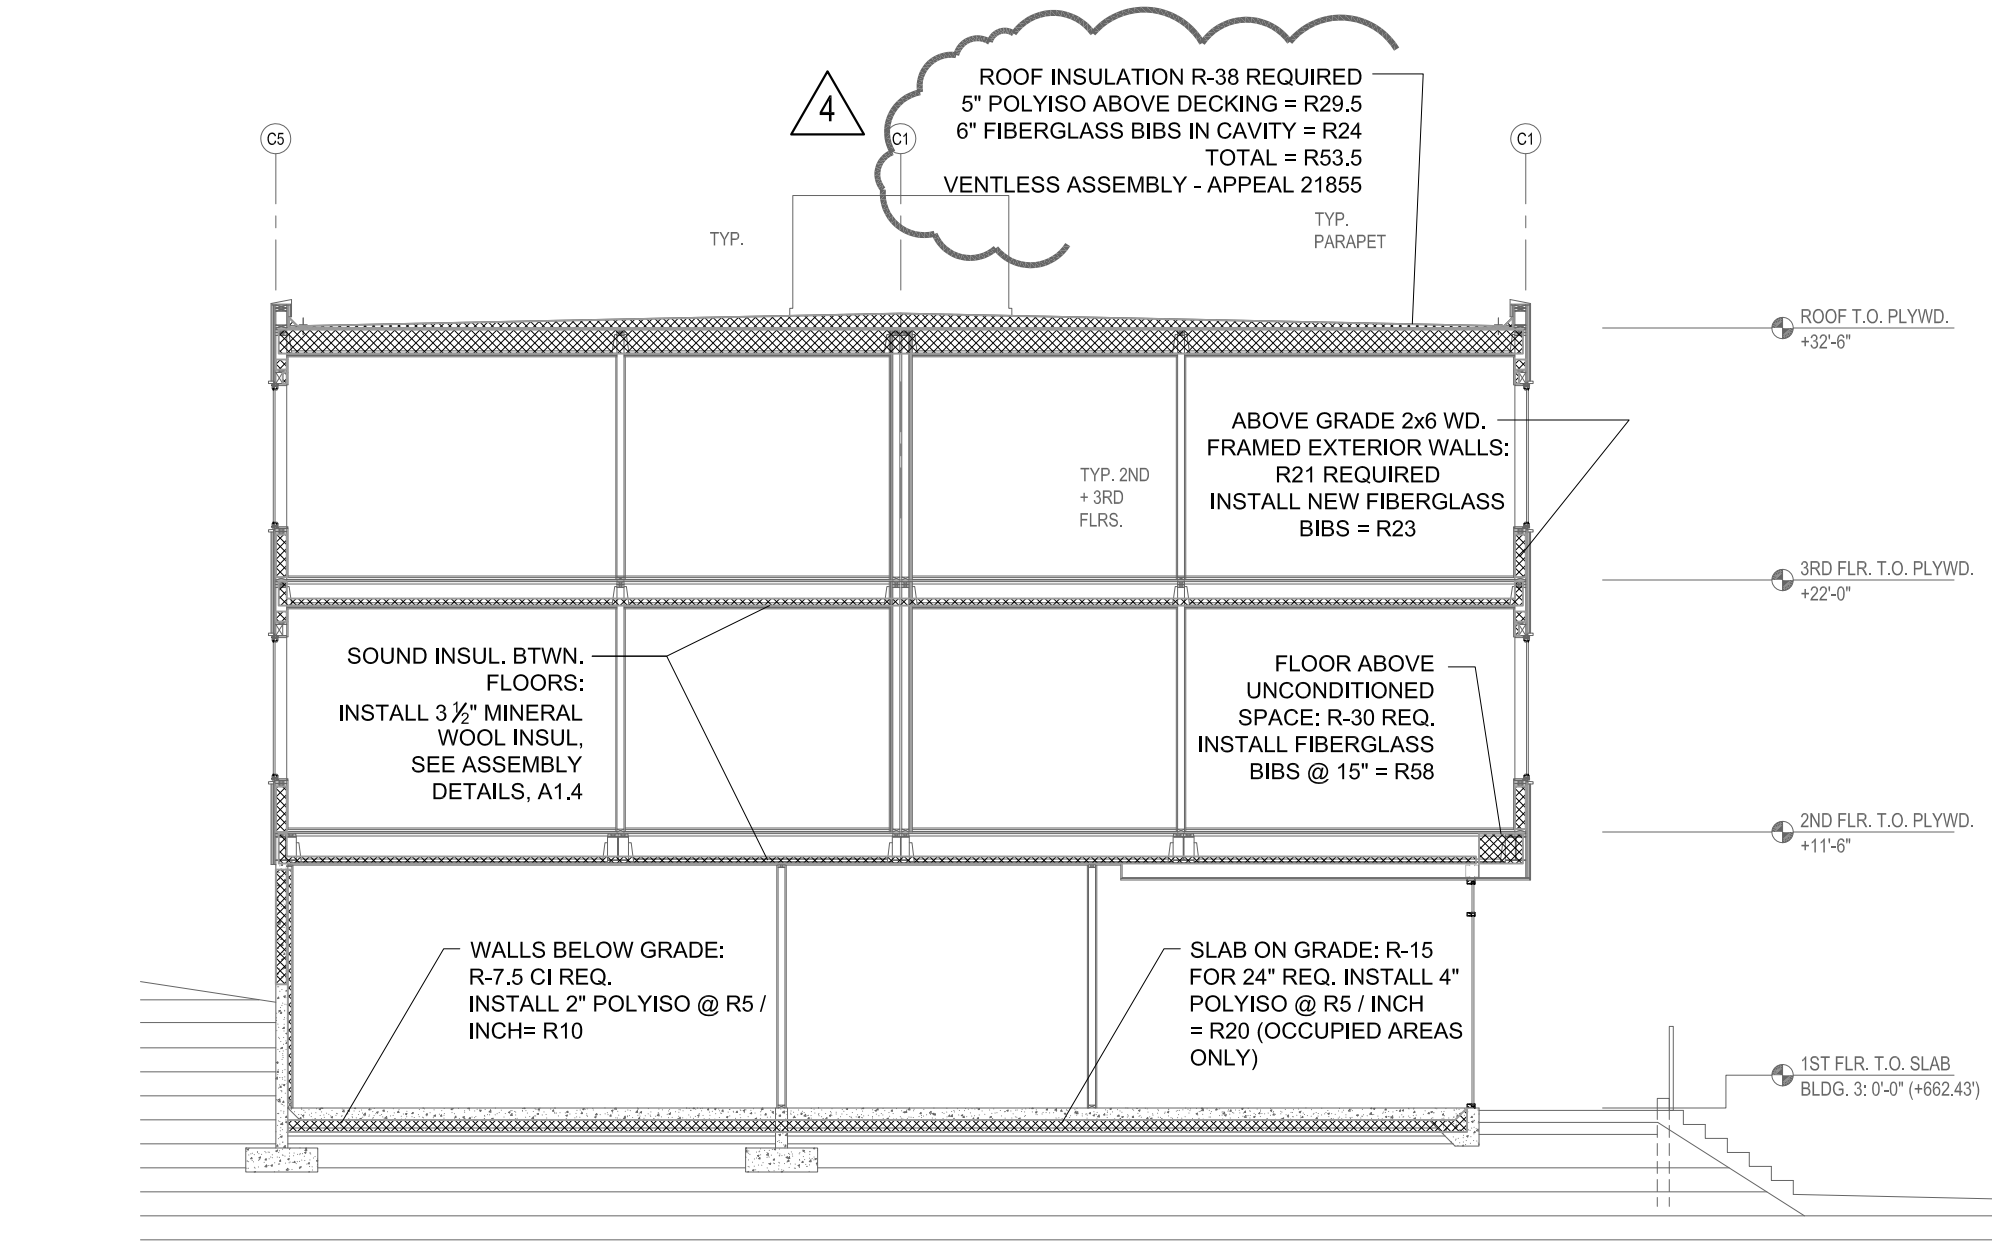 ROOF INSULATION R-38 REQUIRED
5" POLYISO ABOVE DECKING = R29.5
6" FIBERGLASS BIBS IN CAVITY = R24
TOTAL = R53.5
VENTLESS ASSEMBLY - APPEAL 21855
4
C5
C1
C1
TYP.
TYP.
PARAPET
ROOF T.O. PLYWD.
+32'-6"
ABOVE GRADE 2x6 WD.
FRAMED EXTERIOR WALLS:
R21 REQUIRED
INSTALL NEW FIBERGLASS
BIBS = R23
TYP. 2ND
+ 3RD
FLRS.
3RD FLR. T.O. PLYWD.
+22'-0"
SOUND INSUL. BTWN.
FLOORS:
INSTALL 3 ½" MINERAL
WOOL INSUL,
SEE ASSEMBLY
DETAILS, A1.4
FLOOR ABOVE
UNCONDITIONED
SPACE: R-30 REQ.
INSTALL FIBERGLASS
BIBS @ 15" = R58
2ND FLR. T.O. PLYWD.
+11'-6"
WALLS BELOW GRADE:
R-7.5 CI REQ.
INSTALL 2" POLYISO @ R5 /
INCH= R10
SLAB ON GRADE: R-15
FOR 24" REQ. INSTALL 4"
POLYISO @ R5 / INCH
= R20 (OCCUPIED AREAS
ONLY)
1ST FLR. T.O. SLAB
BLDG. 3: 0'-0" (+662.43')